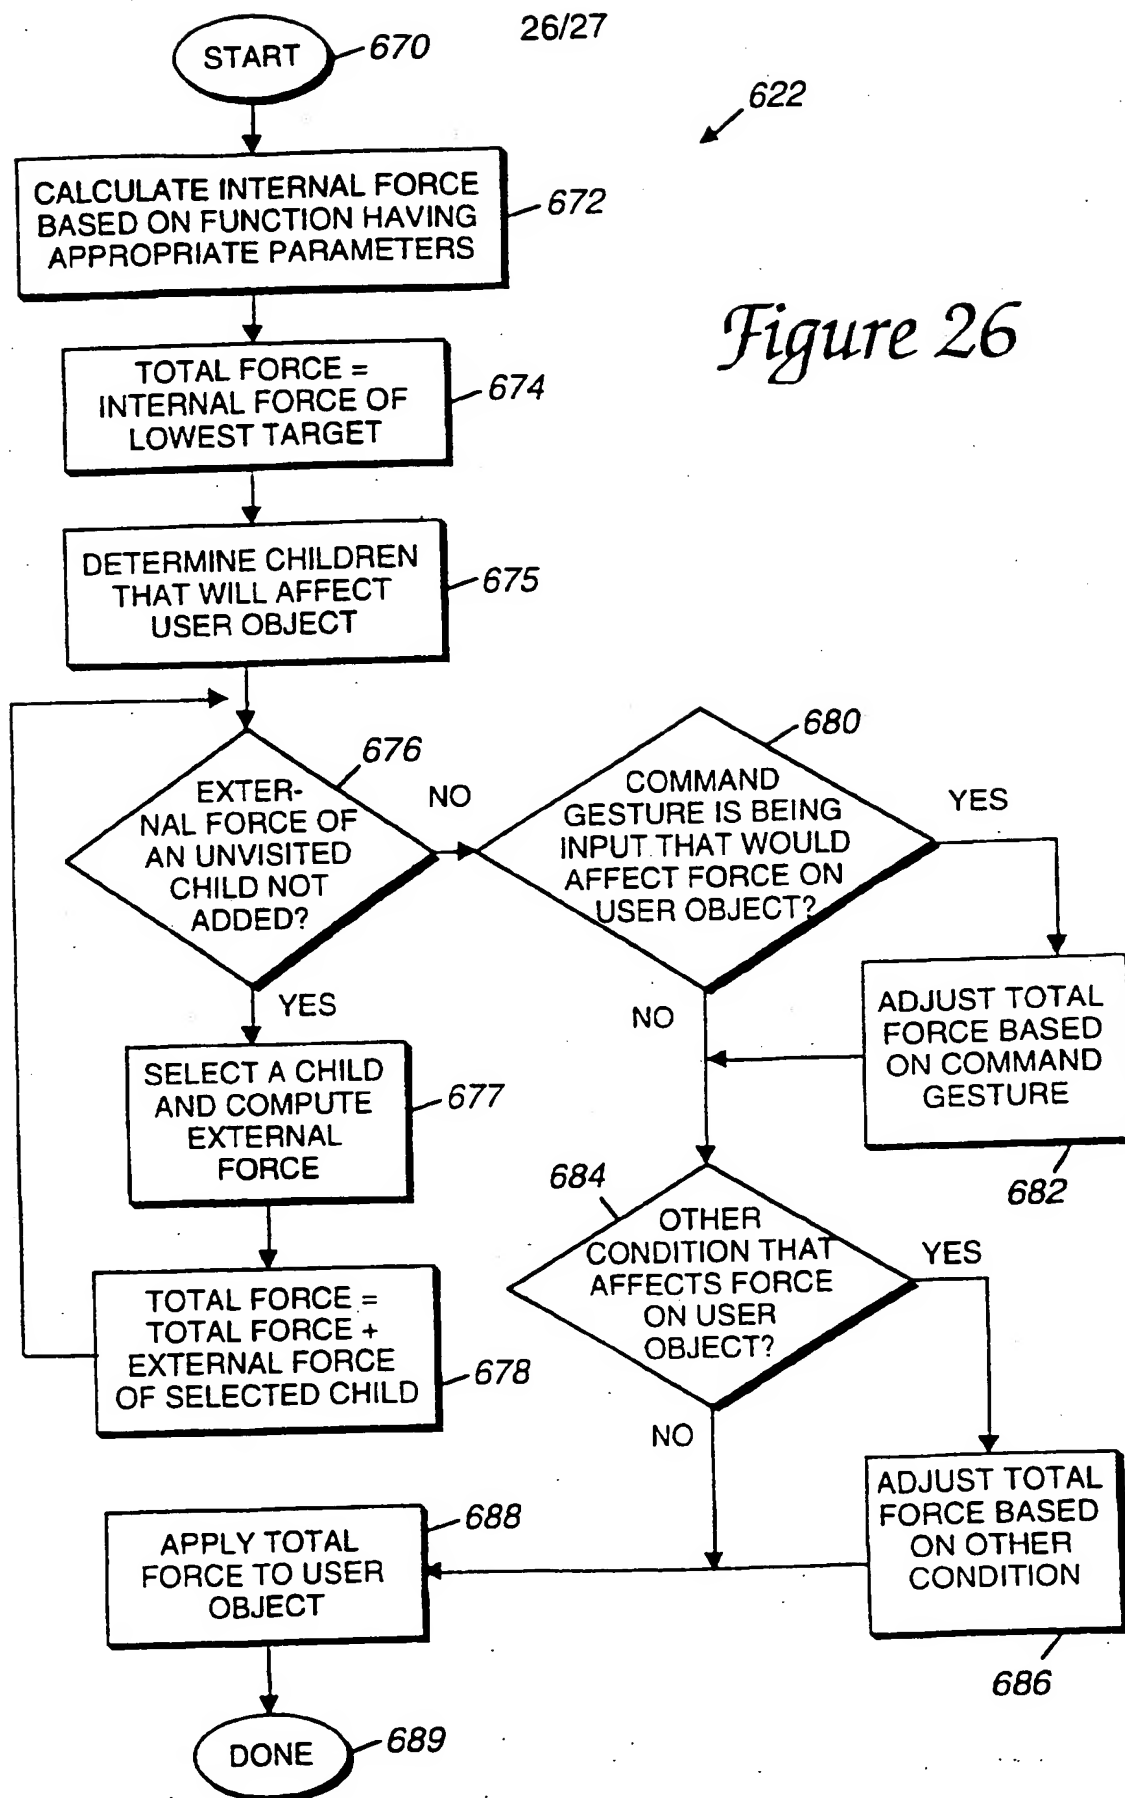 26/27
START
670
622
CALCULATE INTERNAL FORCE
BASED ON FUNCTION HAVING
APPROPRIATE PARAMETERS
672
Figure 26
TOTAL FORCE =
INTERNAL FORCE OF
LOWEST TARGET
674
DETERMINE CHILDREN
THAT WILL AFFECT
USER OBJECT
675
EXTER-
NAL FORCE OF
AN UNVISITED
CHILD NOT
ADDED?
676
NO
YES
COMMAND
GESTURE IS BEING
INPUT THAT WOULD
AFFECT FORCE ON
USER OBJECT?
680
YES
NO
SELECT A CHILD
AND COMPUTE
EXTERNAL
FORCE
677
ADJUST TOTAL
FORCE BASED
ON COMMAND
GESTURE
682
TOTAL FORCE =
TOTAL FORCE +
EXTERNAL FORCE
OF SELECTED CHILD
678
684
OTHER
CONDITION THAT
AFFECTS FORCE
ON USER
OBJECT?
YES
NO
ADJUST TOTAL
FORCE BASED
ON OTHER
CONDITION
686
APPLY TOTAL
FORCE TO USER
OBJECT
688
DONE
689